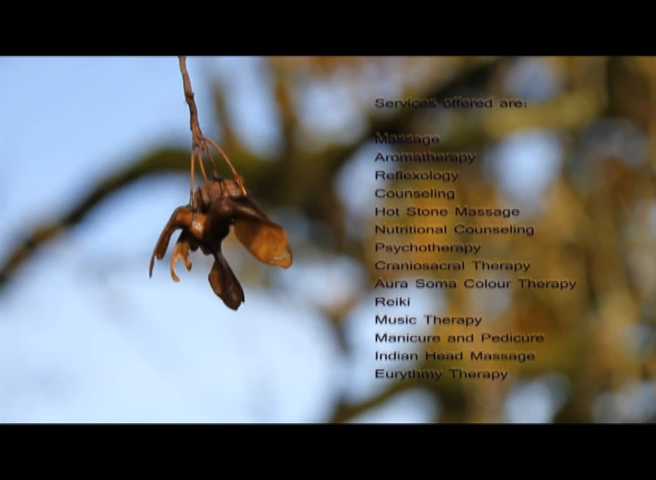 Services offered are:
Massage
Aromatherapy
Reflexology
Counseling
Hot Stone Massage
Nutritional Counseling
Psychotherapy
Craniosacral Therapy
Aura Soma Colour Therapy
Reiki
Music Therapy
Manicure and Pedicure
Indian Head Massage
Eurythmy Therapy